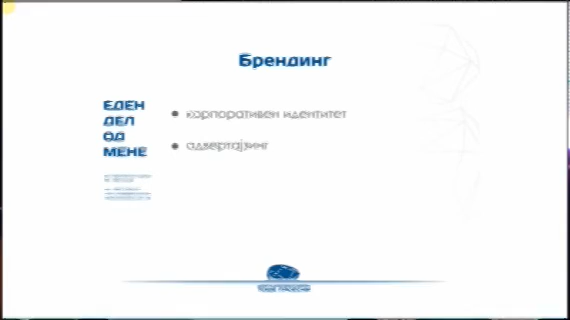 Брендинг
ЕДЕН
ДЕЛ
ОД
МЕНЕ
корпоративен идентитет
адвертајзинг